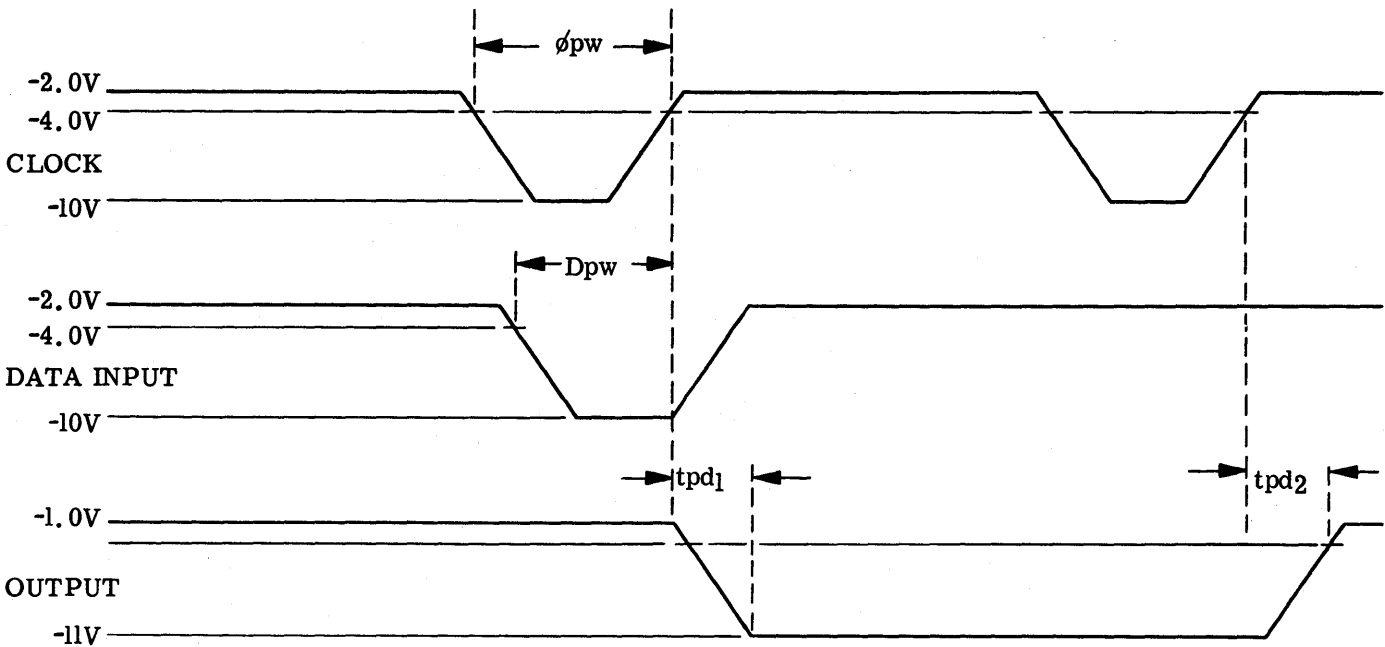 ϕpw
-2.0V
-4.0V
CLOCK
-10V
Dpw
-2.0V
-4.0V
DATA INPUT
-10V
tpd1
tpd2
-1.0V
OUTPUT
-11V